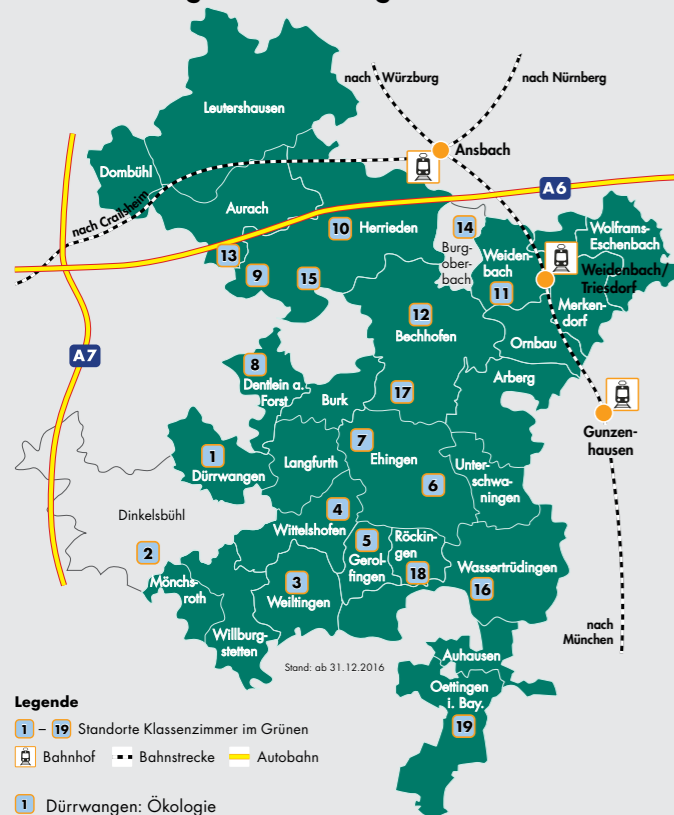 nach Würzburg
nach Nürnberg
Leutershausen
Ansbach
Dombühl
nach Crailsheim
A6
Aurach
10 Herrieden
14
Burg-
ober-
bach
Weiden-
bach
11
Wolframs-
Eschenbach
Weidenbach/
Triesdorf
Merken-
dorf
13
9
15
12
Bechhofen
Ornbau
A7
8
Dentlein a.
Forst
Burk
17
Arberg
Gunzen-
hausen
1
Dürrwangen
Langfurth
7
Ehingen
6
Unter-
schwa-
ningen
Dinkelsbühl
2
4
Wittelshofen
5
Gerol-
fingen
Röckin-
gen
18
Wassertrüdingen
16
Mönchs-
roth
3
Weiltingen
Willburg-
stetten
nach
München
Stand: ab 31.12.2016
Auhausen
Oettingen
i. Bay.
19
Legende
1 – 19 Standorte Klassenzimmer im Grünen
Bahnhof Bahnstrecke Autobahn
1 Dürrwangen: Ökologie